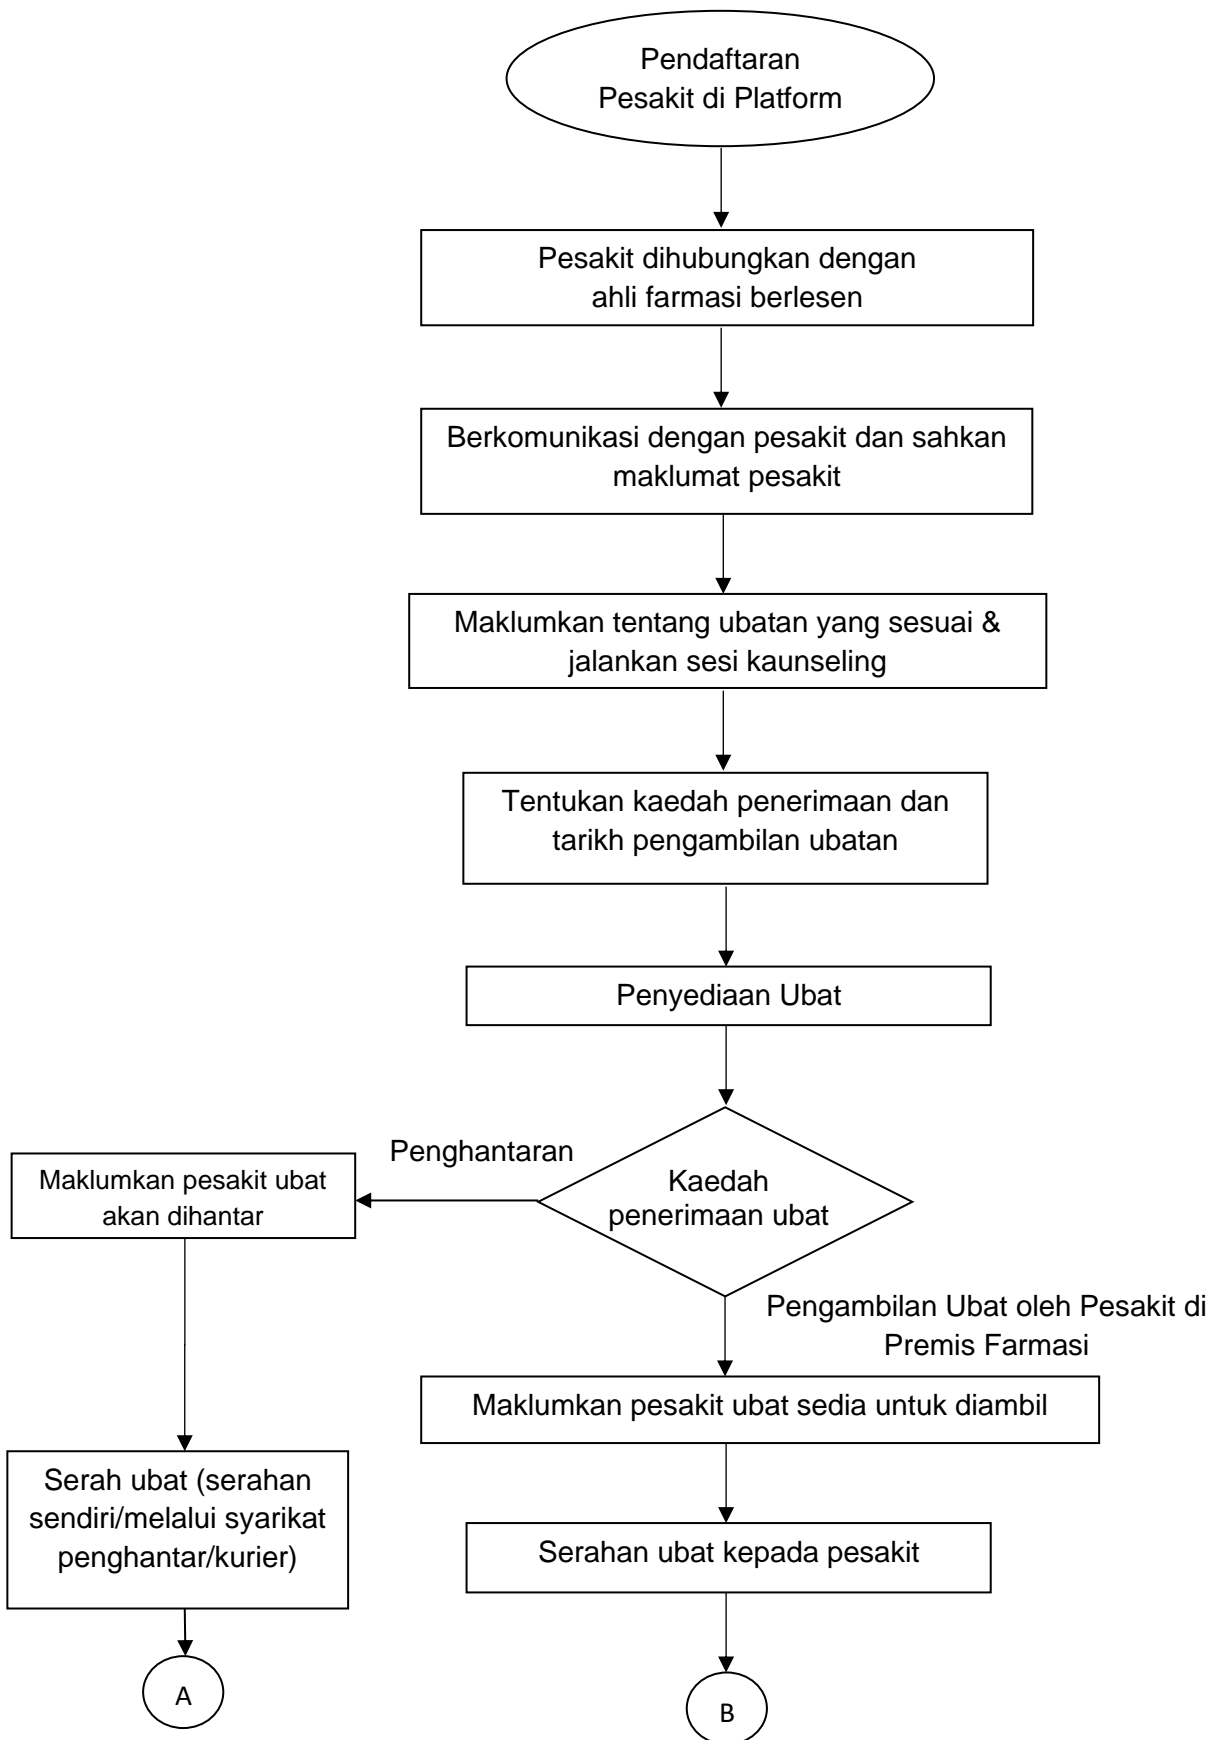 Pendaftaran
Pesakit di Platform
Pesakit dihubungkan dengan
ahli farmasi berlesen
Berkomunikasi dengan pesakit dan sahkan
maklumat pesakit
Maklumkan tentang ubatan yang sesuai &
jalankan sesi kaunseling
Tentukan kaedah penerimaan dan
tarikh pengambilan ubatan
Penyediaan Ubat
Penghantaran
Kaedah
penerimaan ubat
Maklumkan pesakit ubat
akan dihantar
Pengambilan Ubat oleh Pesakit di
Premis Farmasi
Maklumkan pesakit ubat sedia untuk diambil
Serah ubat (serahan
sendiri/melalui syarikat
penghantar/kurier)
Serahan ubat kepada pesakit
A
B